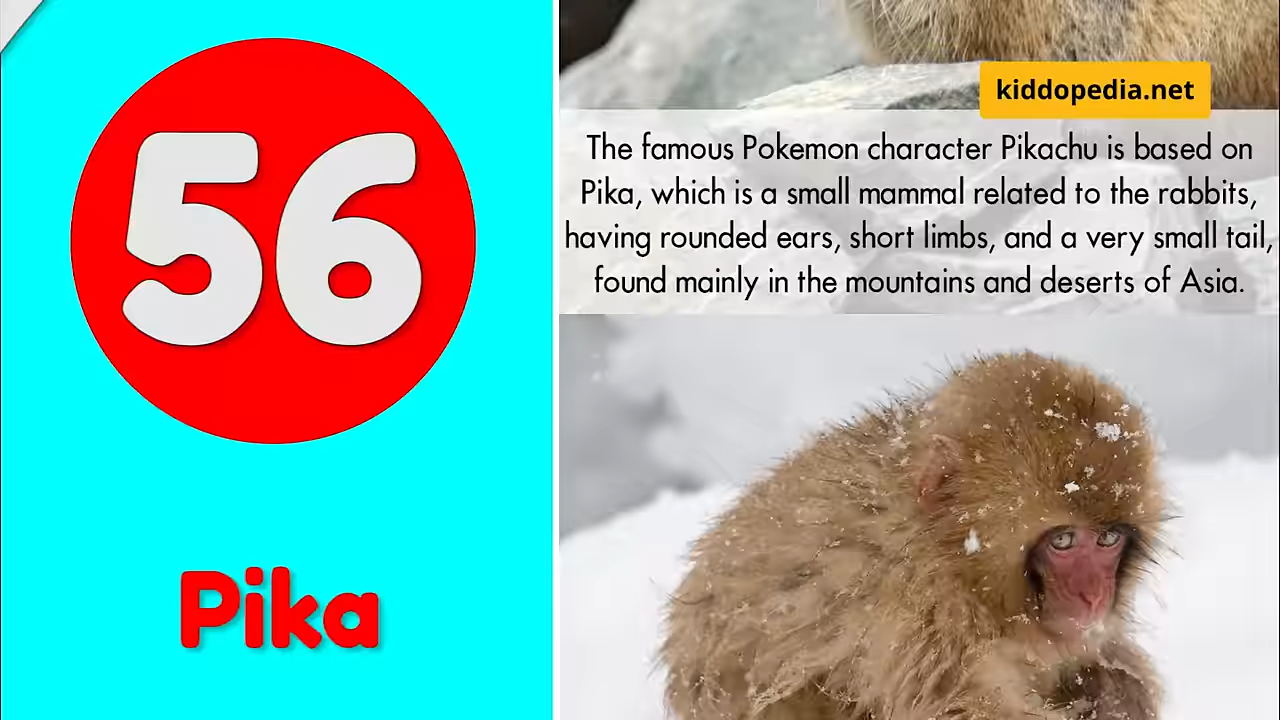 56
Pika
kiddopedia.net
The famous Pokemon character Pikachu is based on
Pika, which is a small mammal related to the rabbits,
having rounded ears, short limbs, and a very small tail,
found mainly in the mountains and deserts of Asia.